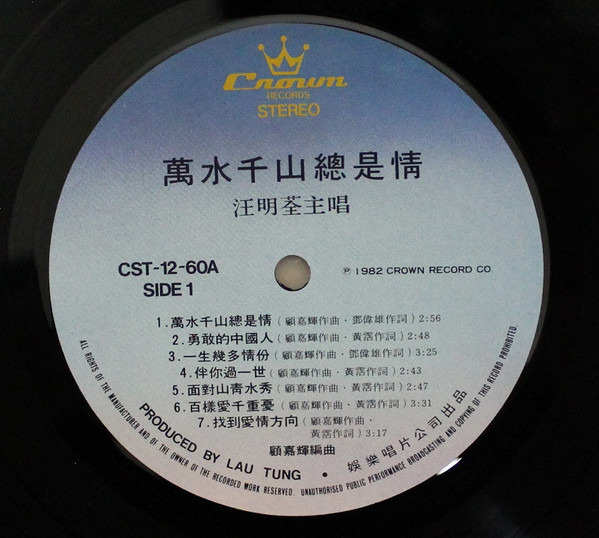 Crown
RECORDS
STEREO
萬水千山總是情
汪明荃主唱
CST-12-60A
SIDE 1
Ⓟ 1982 CROWN RECORD CO.
1.萬水千山總是情(顧嘉輝作曲·鄧偉雄作詞)2:56
2.勇敢的中國人(顧嘉輝作曲·黃霑作詞)2:48
3.一生幾多情份(顧嘉輝作曲·鄧偉雄作詞)3:25
4.伴你過一世(顧嘉輝作曲·黃霑作詞)2:43
5.面對山青水秀(顧嘉輝作曲·黃霑作詞)2:47
6.百樣愛千重憂(顧嘉輝作曲·黃霑作詞)3:31
7.找到愛情方向(顧嘉輝作曲·
黃霑作詞)3:17
顧嘉輝編曲
PRODUCED BY LAU TUNG • 娛樂唱片公司出品
ALL RIGHTS OF THE MANUFACTURER AND OF THE OWNER OF THE RECORDED WORK RESERVED. UNAUTHORISED PUBLIC PERFORMANCE BROADCASTING AND COPYING OF THIS RECORD PROHIBITED.